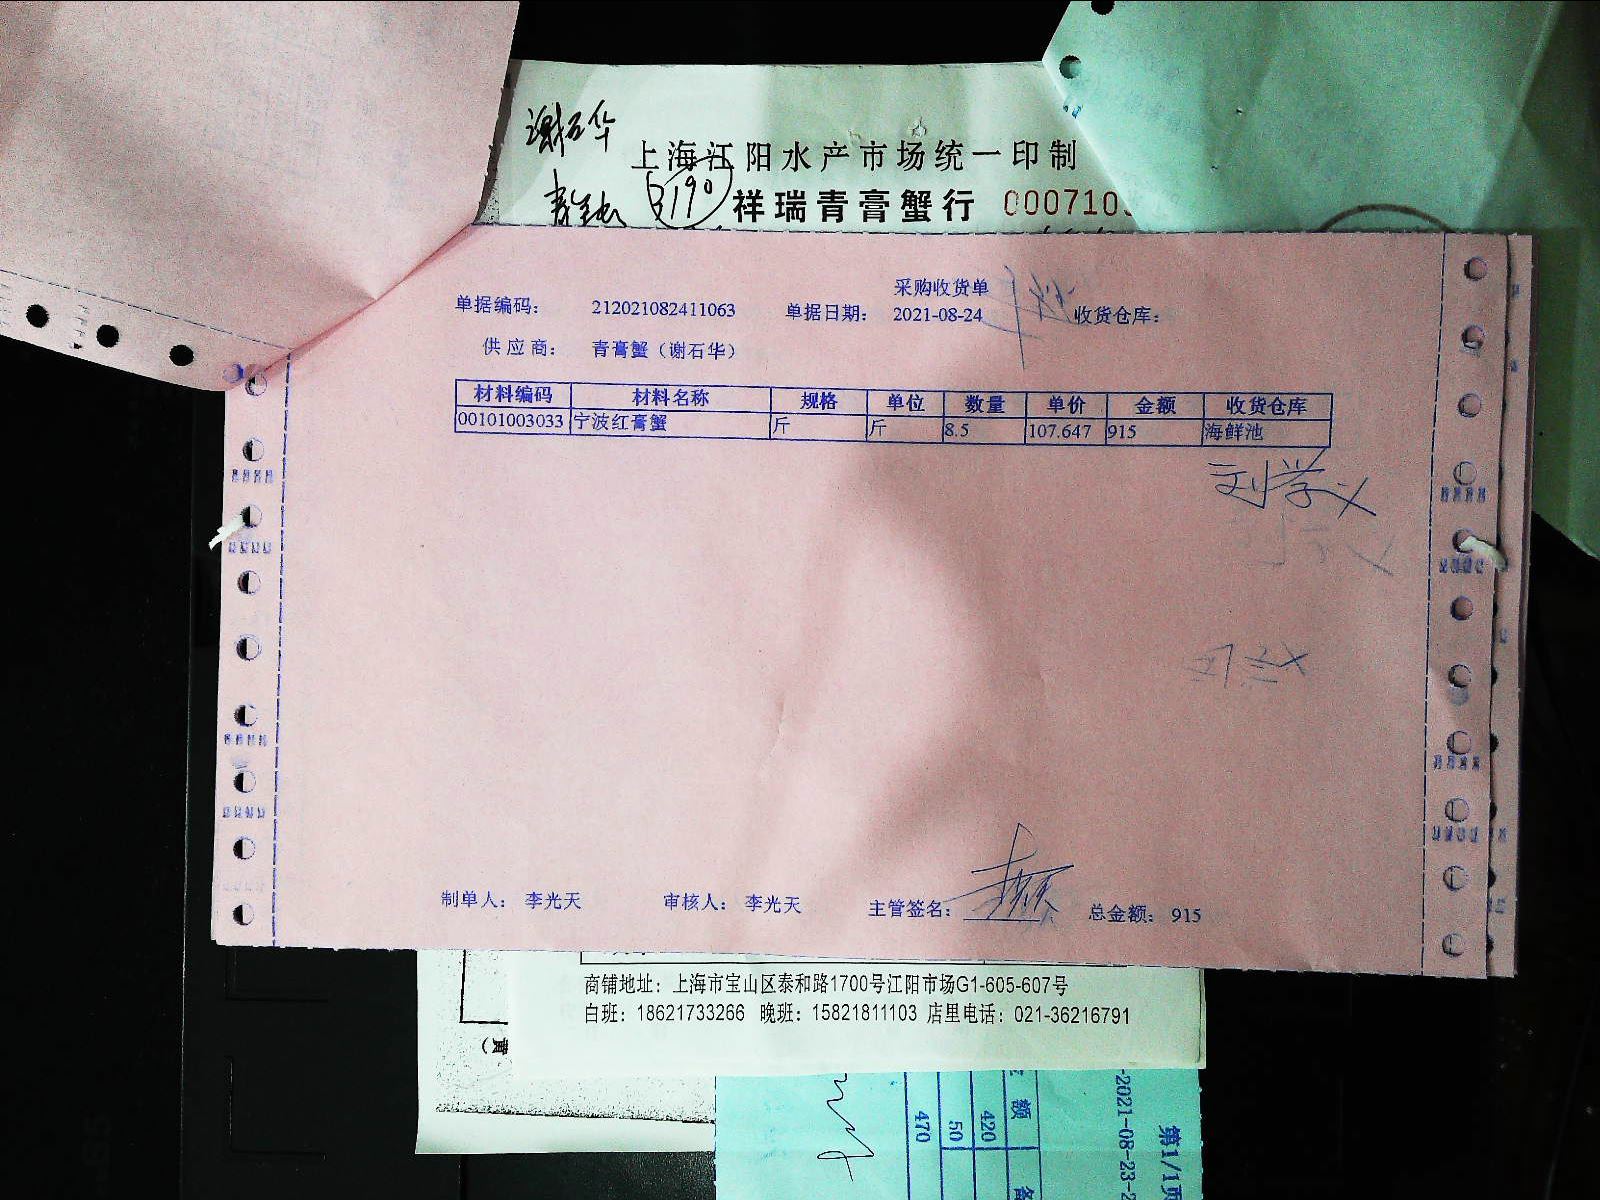 谢石华
上海江阳水产市场统一印制
3190
祥瑞青膏蟹行 000710
采购收货单
单据编码: 212021082411063 单据日期: 2021-08-24 收货仓库:
供应商: 青膏蟹（谢石华）
材料编码 材料名称 规格 单位 数量 单价 金额 收货仓库
00101003033 宁波红膏蟹 斤 斤 8.5 107.647 915 海鲜池
刘学义
制单人: 李光天 审核人: 李光天 主管签名: 总金额: 915
商铺地址: 上海市宝山区泰和路1700号江阳市场G1-605-607号
白班: 18621733266 晚班: 15821811103 店里电话: 021-36216791
黄）
额
420
50
470
-2021-08-23-2
第1/1页